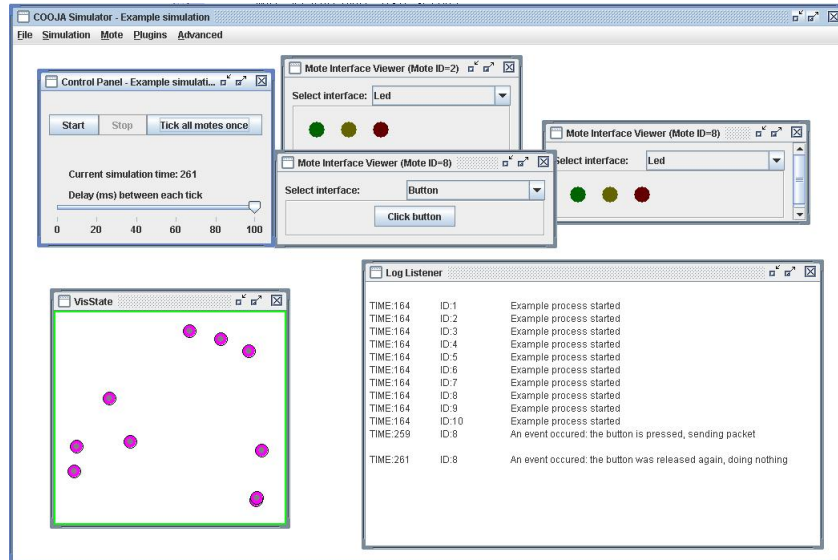 COOJA Simulator - Example simulation
File Simulation Mote Plugins Advanced
Control Panel - Example simulati...
Start Stop Tick all motes once
Current simulation time: 261
Delay (ms) between each tick
0 20 40 60 80 100
Mote Interface Viewer (Mote ID=2)
Select interface: Led
Mote Interface Viewer (Mote ID=8)
Select interface: Button
Click button
Mote Interface Viewer (Mote ID=8)
Select interface: Led
VisState
Log Listener
TIME:164 ID:1 Example process started
TIME:164 ID:2 Example process started
TIME:164 ID:3 Example process started
TIME:164 ID:4 Example process started
TIME:164 ID:5 Example process started
TIME:164 ID:6 Example process started
TIME:164 ID:7 Example process started
TIME:164 ID:8 Example process started
TIME:164 ID:9 Example process started
TIME:164 ID:10 Example process started
TIME:259 ID:8 An event occured: the button is pressed, sending packet
TIME:261 ID:8 An event occured: the button was released again, doing nothing